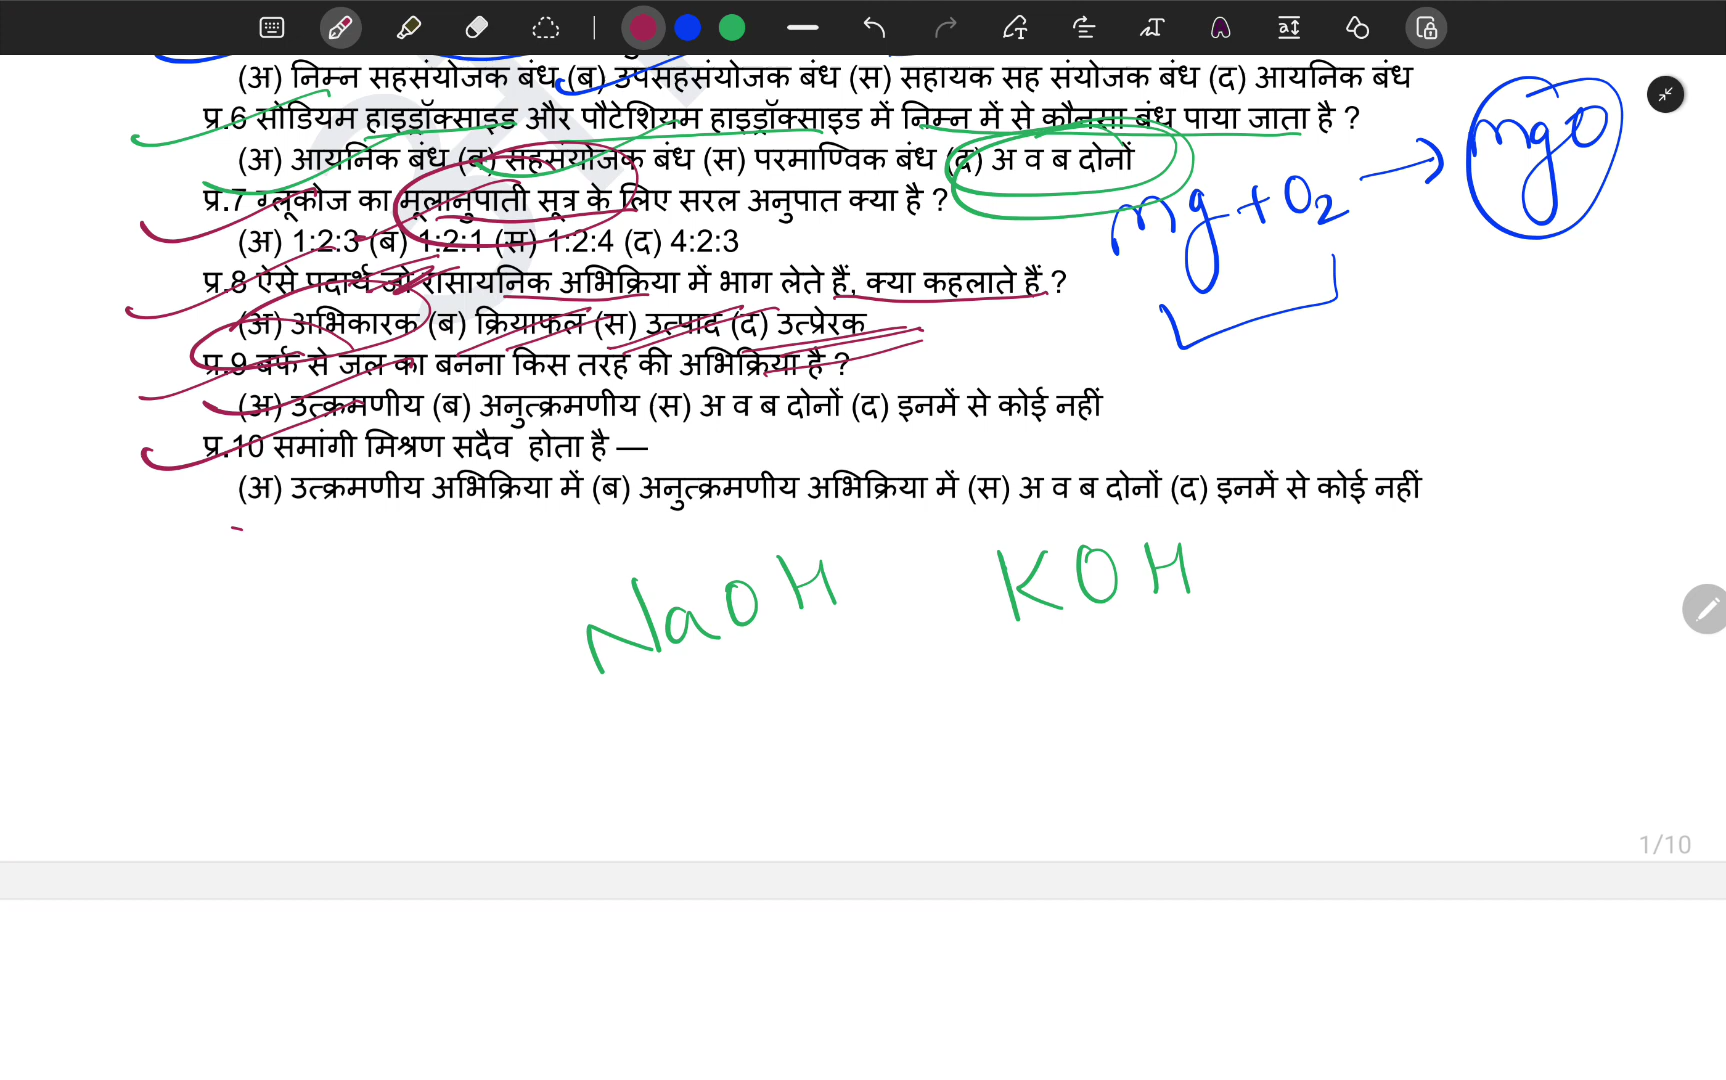 (अ) निम्न सहसंयोजक बंध (ब) उपसहसंयोजक बंध (स) सहायक सह संयोजक बंध (द) आयनिक बंध
प्र.6 सोडियम हाइड्रॉक्साइड और पौटेशियम हाइड्रॉक्साइड में निम्न में से कौनसा बंध पाया जाता है ?
(अ) आयनिक बंध (ब) सहसंयोजक बंध (स) परमाण्विक बंध (द) अ व ब दोनों
mg + O2 → mgO
प्र.7 ग्लूकोज का मूलानुपाती सूत्र के लिए सरल अनुपात क्या है ?
(अ) 1:2:3 (ब) 1:2:1 (स) 1:2:4 (द) 4:2:3
प्र.8 ऐसे पदार्थ जो रासायनिक अभिक्रिया में भाग लेते हैं, क्या कहलाते हैं ?
(अ) अभिकारक (ब) क्रियाफल (स) उत्पाद (द) उत्प्रेरक
प्र.9 बर्फ से जल का बनना किस तरह की अभिक्रिया है ?
(अ) उत्क्रमणीय (ब) अनुत्क्रमणीय (स) अ व ब दोनों (द) इनमें से कोई नहीं
प्र.10 समांगी मिश्रण सदैव होता है —
(अ) उत्क्रमणीय अभिक्रिया में (ब) अनुत्क्रमणीय अभिक्रिया में (स) अ व ब दोनों (द) इनमें से कोई नहीं
NaOH KOH
1/10